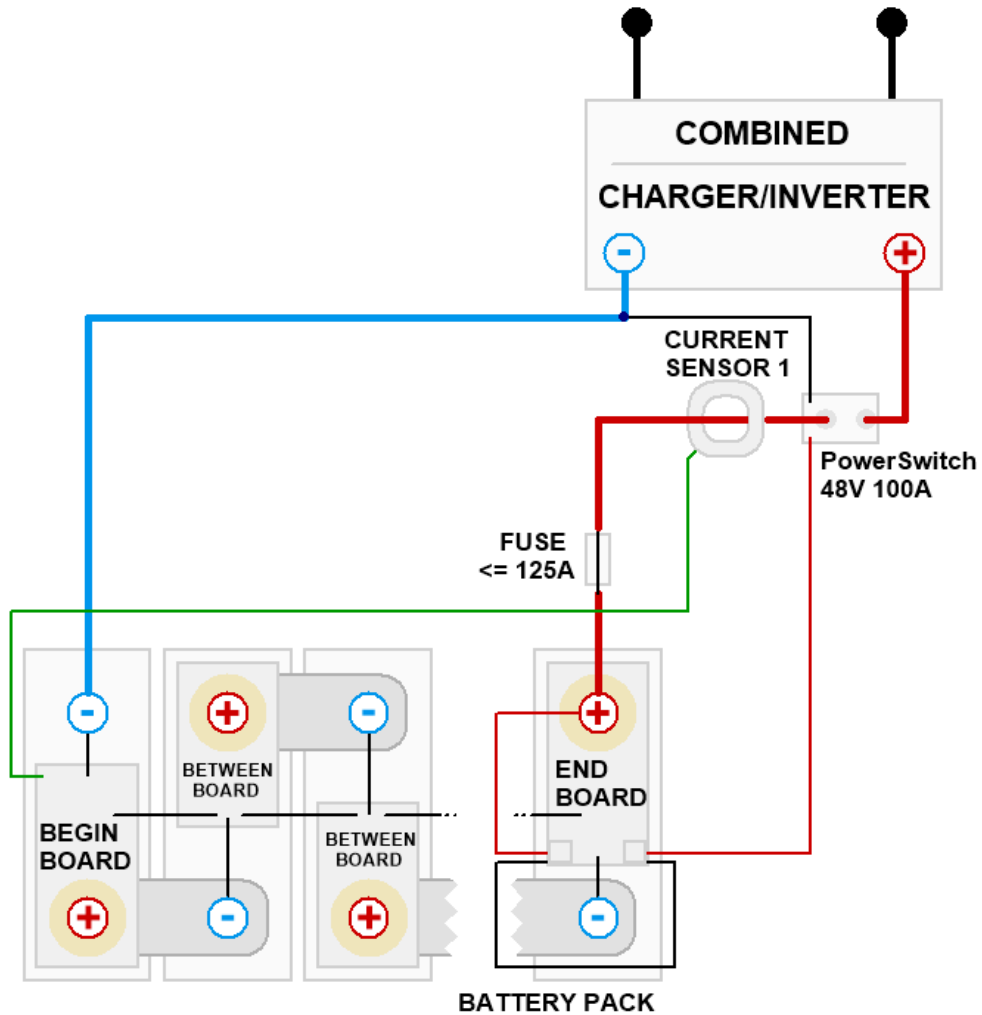 COMBINED
CHARGER/INVERTER
- +
CURRENT
SENSOR 1
PowerSwitch
48V 100A
FUSE
<= 125A
- + - +
BETWEEN
BOARD
END
BOARD
BEGIN
BOARD
BETWEEN
BOARD
+ - + -
BATTERY PACK